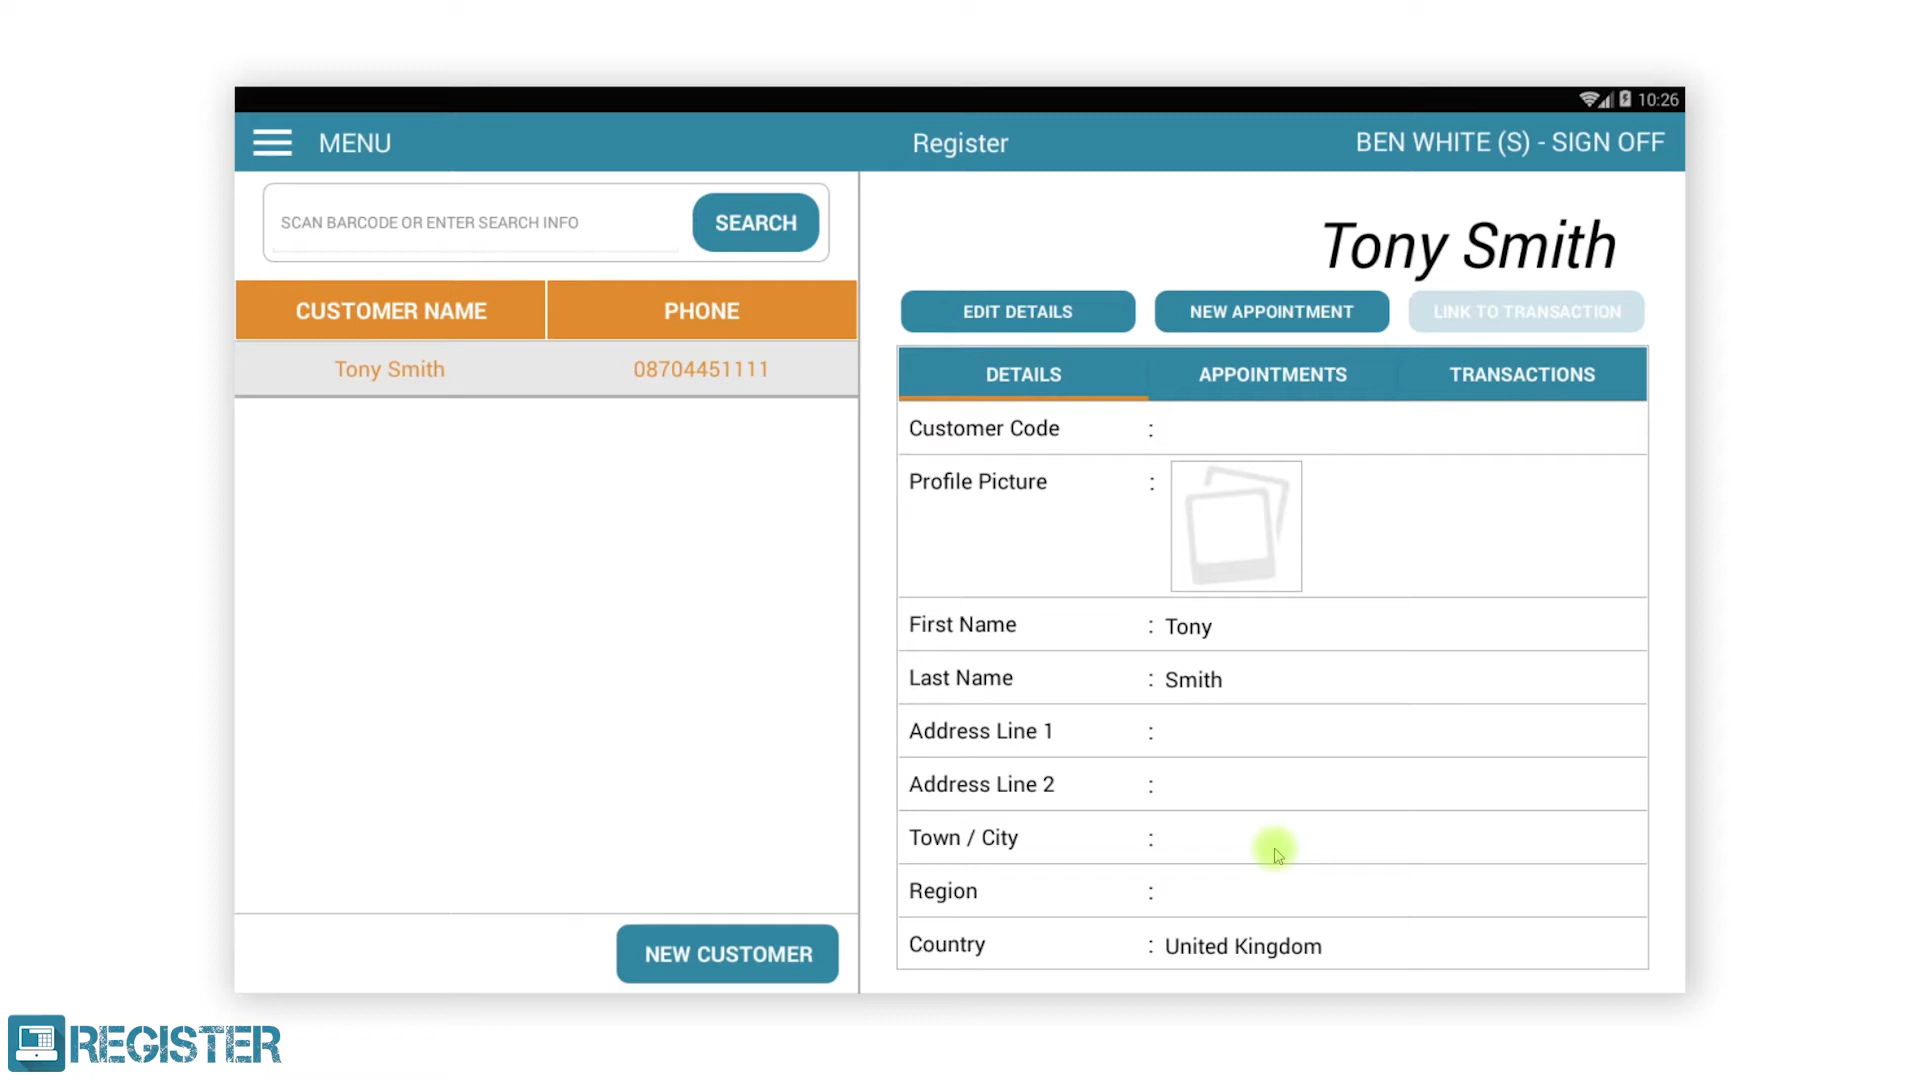 10:26
MENU
Register
BEN WHITE (S) - SIGN OFF
SCAN BARCODE OR ENTER SEARCH INFO
SEARCH
CUSTOMER NAME
PHONE
Tony Smith
08704451111
NEW CUSTOMER
Tony Smith
EDIT DETAILS
NEW APPOINTMENT
LINK TO TRANSACTION
DETAILS
APPOINTMENTS
TRANSACTIONS
Customer Code :
Profile Picture :
First Name : Tony
Last Name : Smith
Address Line 1 :
Address Line 2 :
Town / City :
Region :
Country : United Kingdom
REGISTER